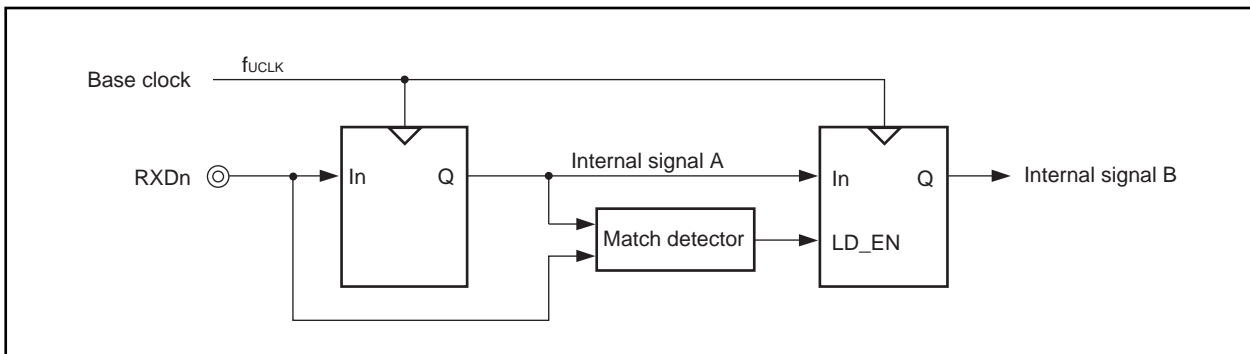 Base clock
fUCLK
RXDn
In
Q
Internal signal A
In
Q
Internal signal B
Match detector
LD_EN